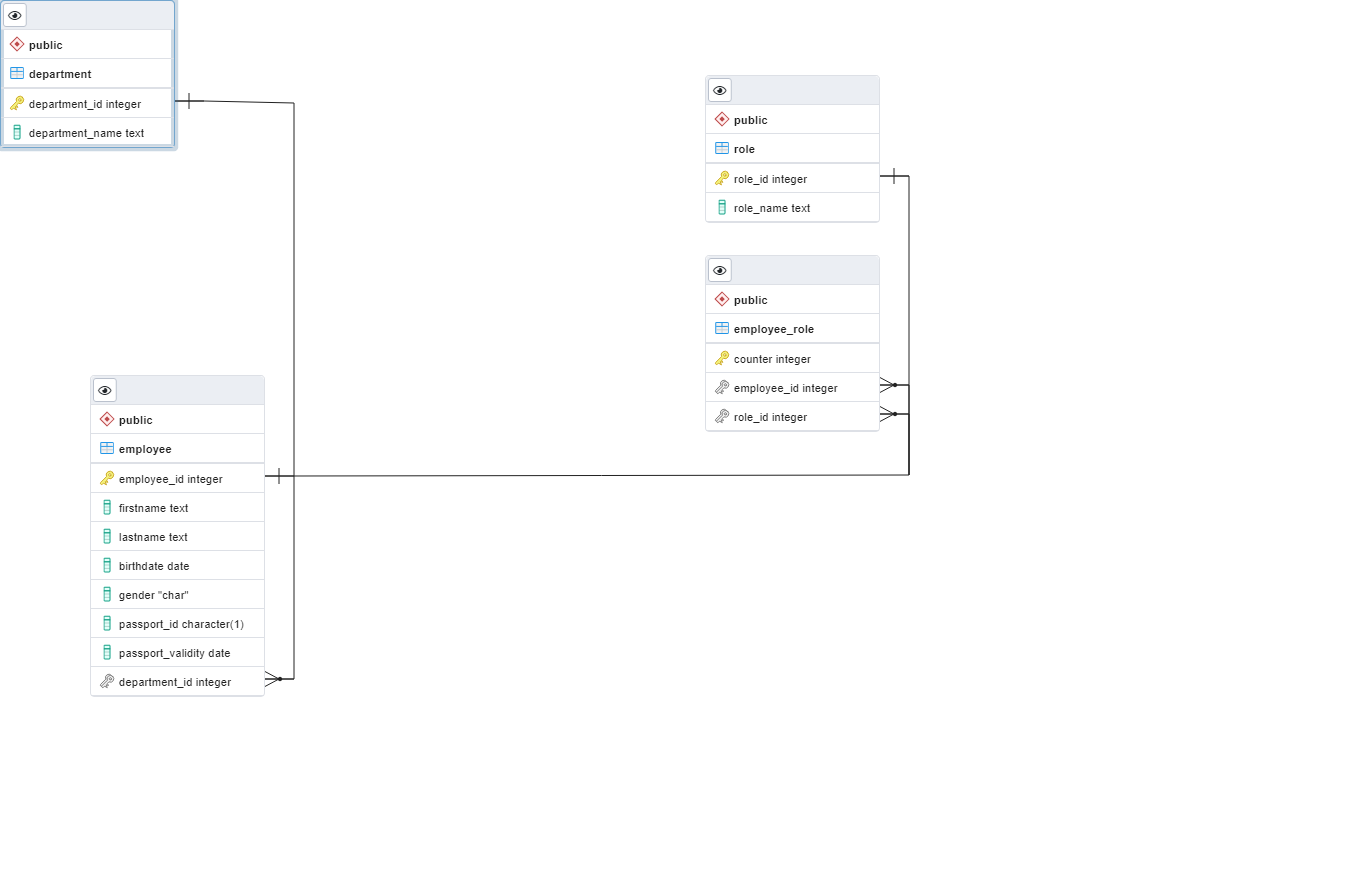 public
department
department_id integer
department_name text
public
role
role_id integer
role_name text
public
employee_role
counter integer
employee_id integer
role_id integer
public
employee
employee_id integer
firstname text
lastname text
birthdate date
gender "char"
passport_id character(1)
passport_validity date
department_id integer